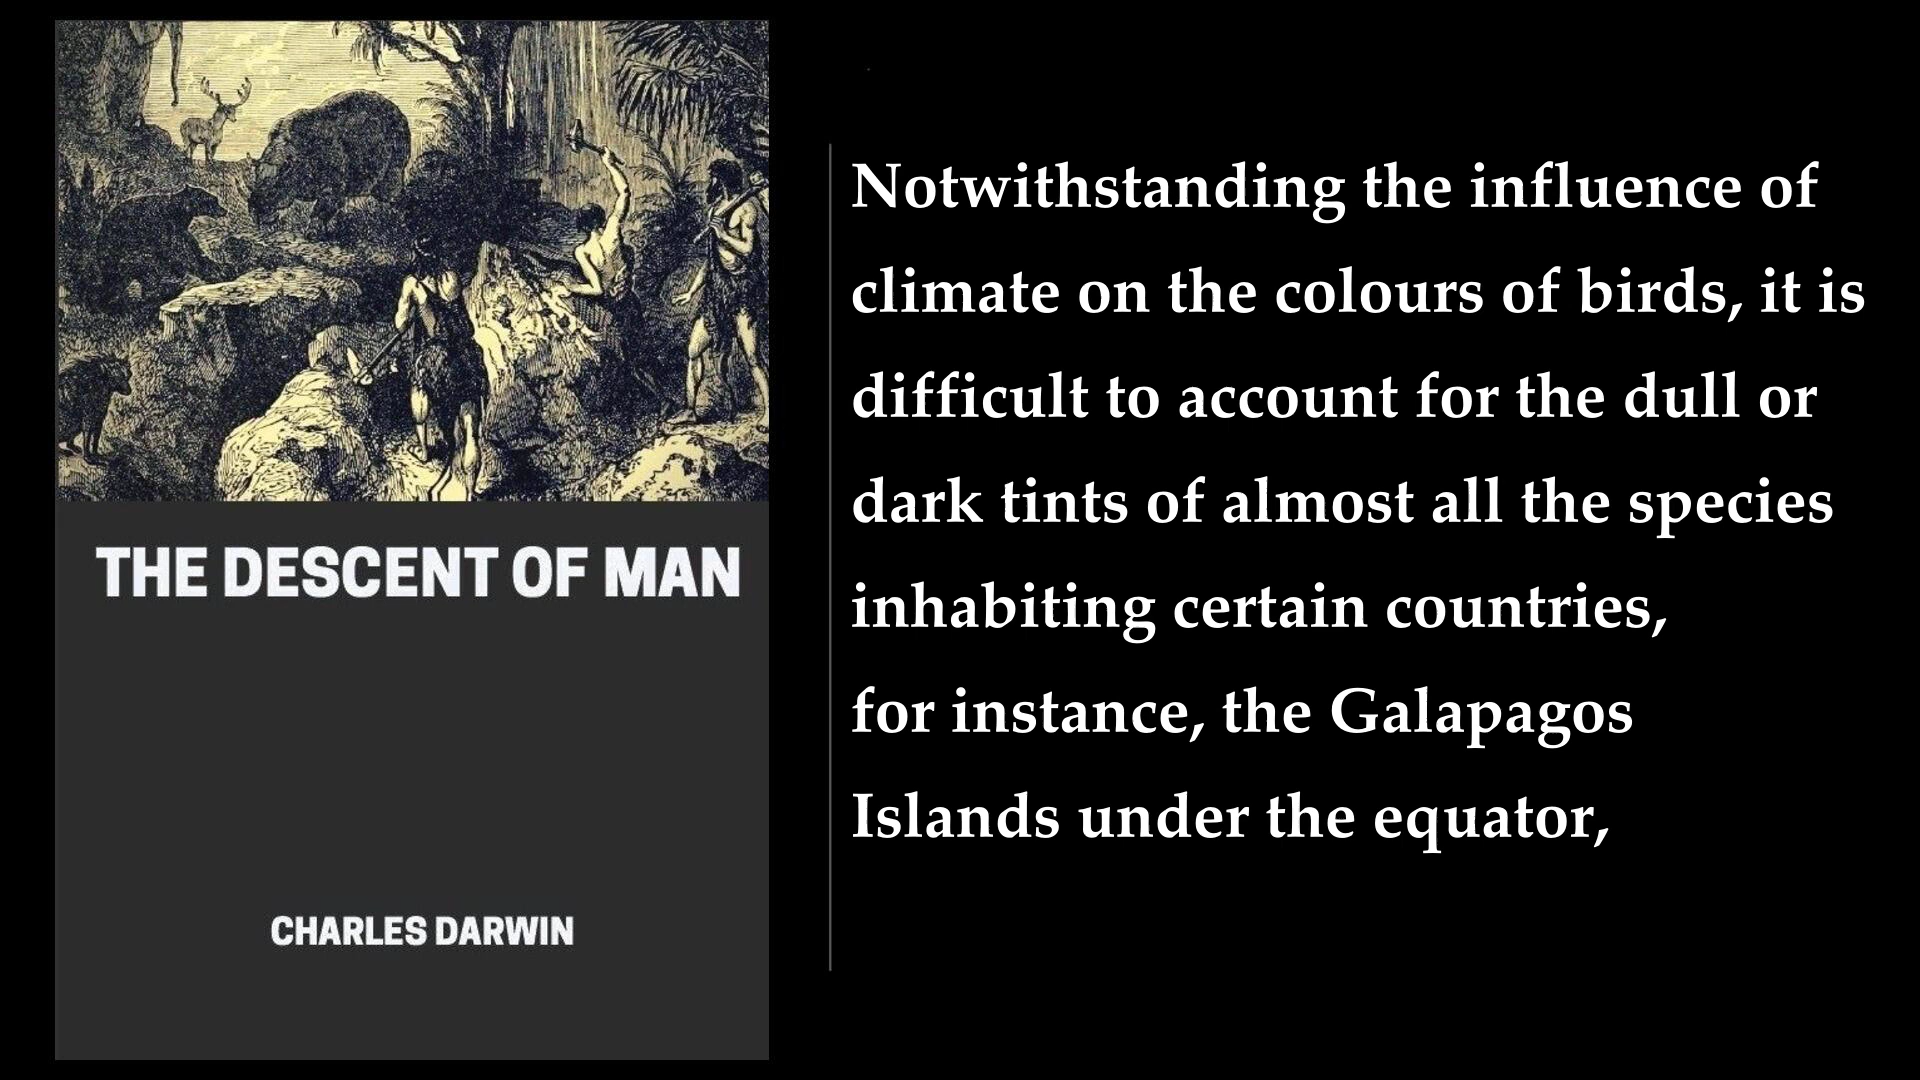 THE DESCENT OF MAN
CHARLES DARWIN
Notwithstanding the influence of
climate on the colours of birds, it is
difficult to account for the dull or
dark tints of almost all the species
inhabiting certain countries,
for instance, the Galapagos
Islands under the equator,